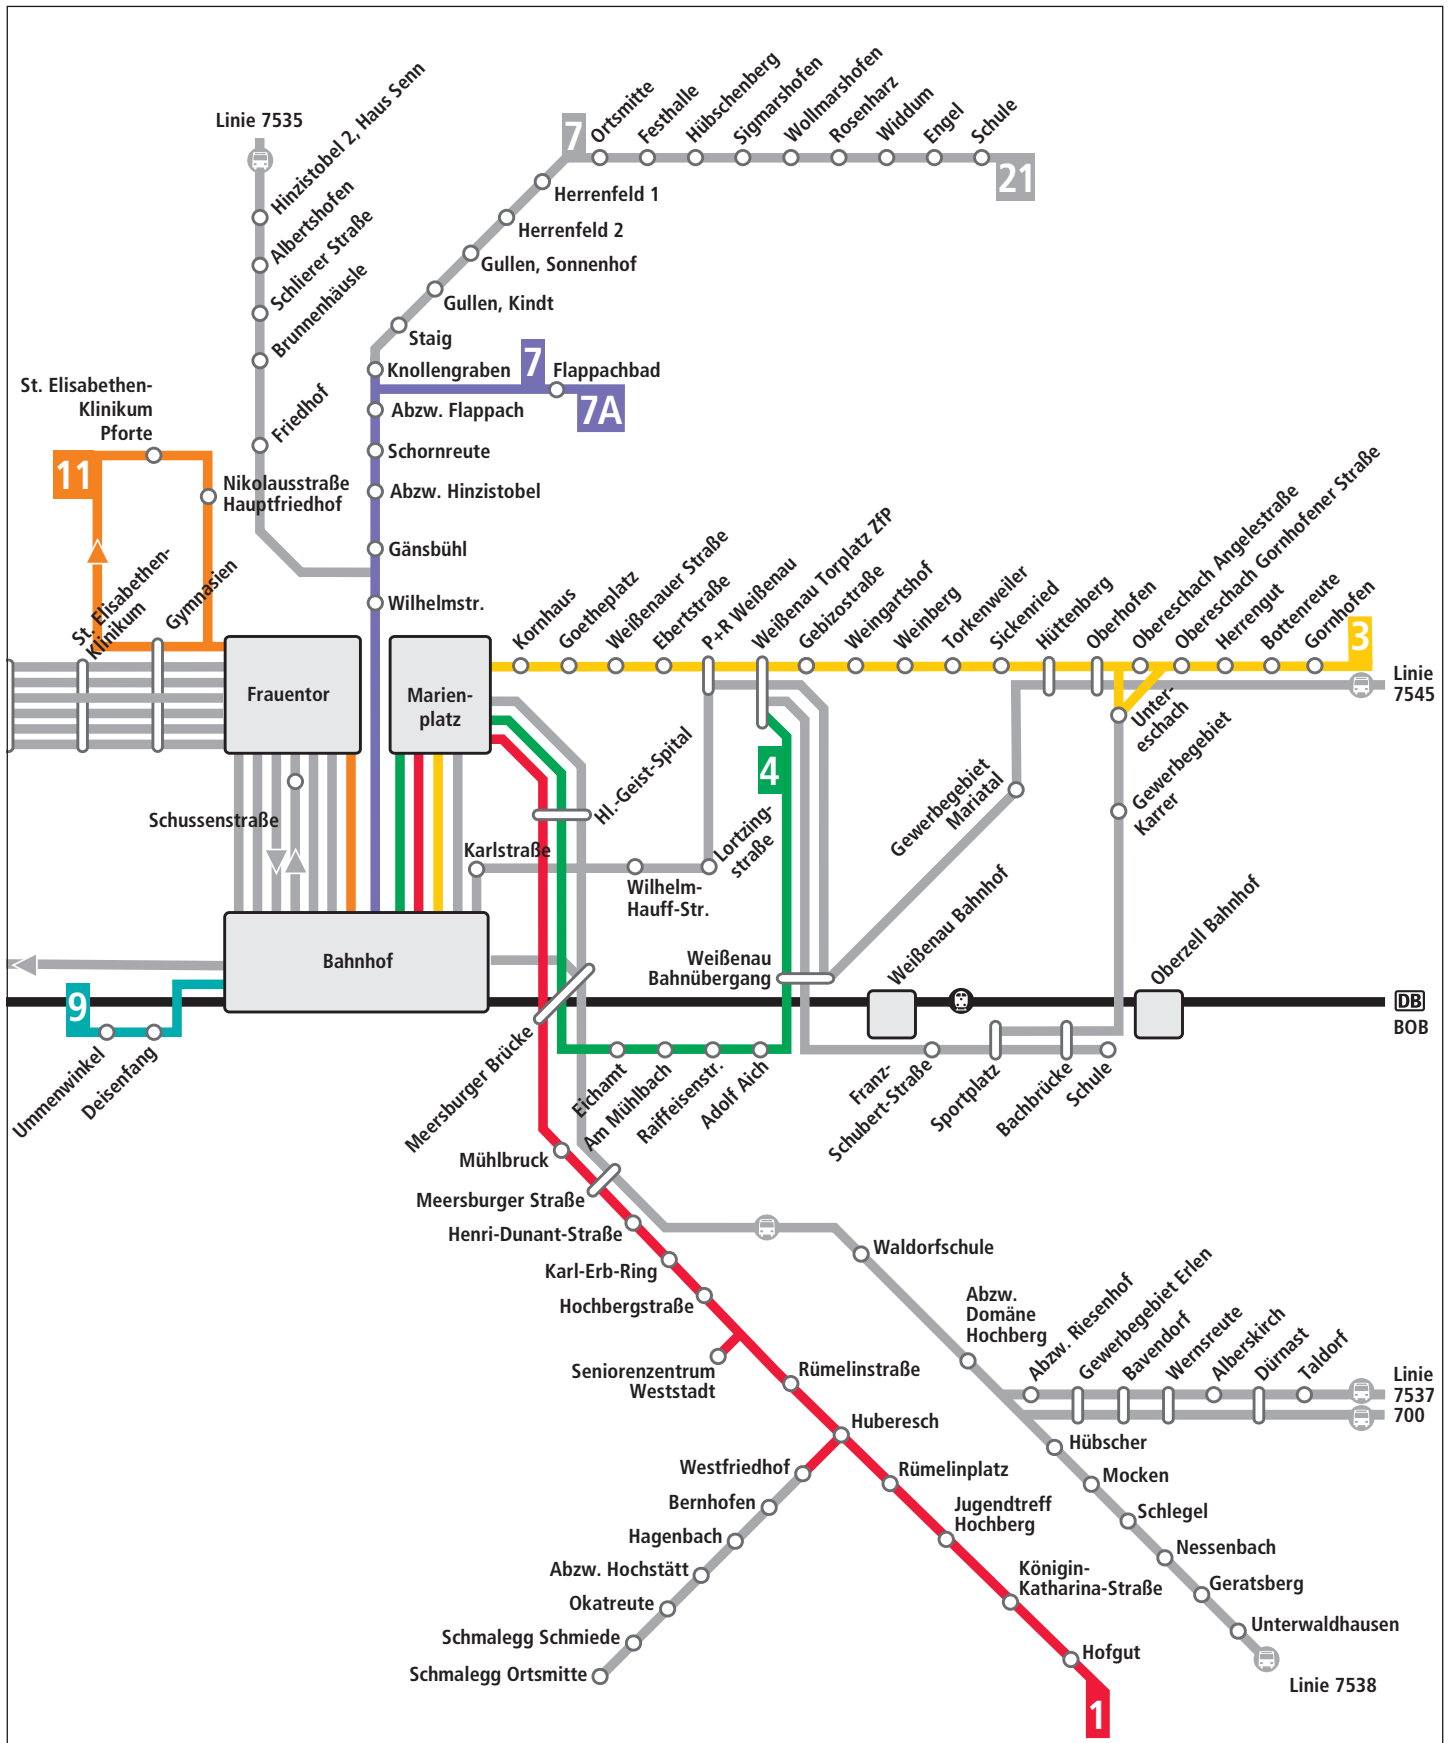 Linie 7535
Hinzistobel 2, Haus Senn
Albertshofen
Schlierer Straße
Brunnenhäusle
Friedhof
7
Ortsmitte
Festhalle
Hübschenberg
Sigmarshofen
Wollmarshofen
Rosenharz
Widdum
Engel
Schule
21
Herrenfeld 1
Herrenfeld 2
Gullen, Sonnenhof
Gullen, Kindt
Staig
Knollengraben
7
Flappachbad
7A
Abzw. Flappach
Schornreute
Abzw. Hinzistobel
Gänsbühl
Wilhelmstr.
St. Elisabethen-
Klinikum
Pforte
11
Nikolausstraße
Hauptfriedhof
St. Elisabethen-
Klinikum
Gymnasien
Frauentor
Marien-
platz
Kornhaus
Goetheplatz
Weißenauer Straße
Ebertstraße
P+R Weißenau
Weißenau Torplatz ZfP
Gebizostraße
Weingartshof
Weinberg
Torkenweiler
Sickenried
Hüttenberg
Oberhofen
Obereschach Angelestraße
Obereschach Gornhofener Straße
Herrengut
Bottenreute
Gornhofen
3
Linie
7545
Unter-
eschach
Gewerbegebiet
Karrer
Gewerbegebiet
Mariatal
4
Hl.-Geist-Spital
Lortzing-
straße
Schussenstraße
Karlstraße
Wilhelm-
Hauff-Str.
Bahnhof
Weißenau
Bahnübergang
Weißenau Bahnhof
Oberzell Bahnhof
DB
BOB
9
Ummenwinkel
Deisenfang
Meersburger Brücke
Eichamt
Am Mühlbach
Raiffeisenstr.
Adolf Aich
Franz-
Schubert-Straße
Sportplatz
Bachbrücke
Schule
Mühlbruck
Meersburger Straße
Henri-Dunant-Straße
Karl-Erb-Ring
Hochbergstraße
Seniorenzentrum
Weststadt
Rümelinstraße
Huberesch
Westfriedhof
Bernhofen
Hagenbach
Abzw. Hochstätt
Okatreute
Schmalegg Schmiede
Schmalegg Ortsmitte
Rümelinplatz
Jugendtreff
Hochberg
Königin-
Katharina-Straße
Hofgut
1
Waldorfschule
Abzw.
Domäne
Hochberg
Abzw. Riesenhof
Gewerbegebiet Erlen
Bavendorf
Wernsreute
Alberskirch
Dürnast
Taldorf
Linie
7537
700
Hübscher
Mocken
Schlegel
Nessenbach
Geratsberg
Unterwaldhausen
Linie 7538